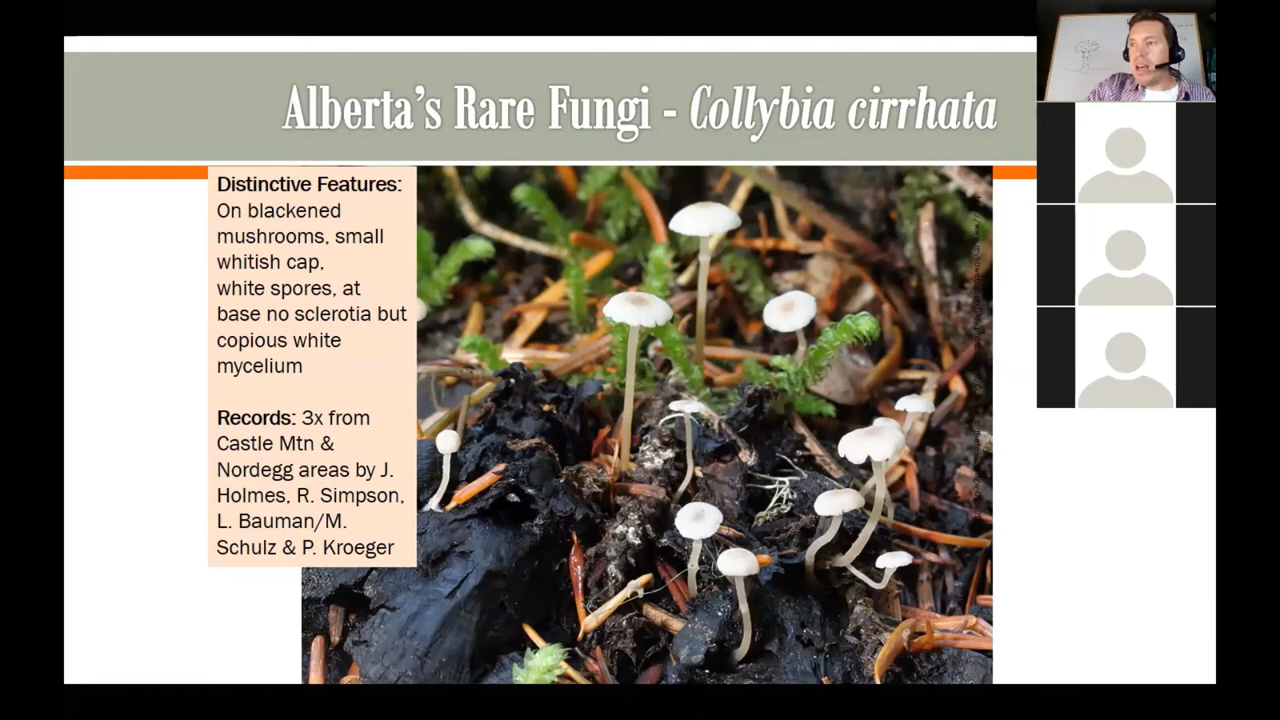 Alberta's Rare Fungi - Collybia cirrhata
Distinctive Features:
On blackened
mushrooms, small
whitish cap,
white spores, at
base no sclerotia but
copious white
mycelium
Records: 3x from
Castle Mtn &
Nordegg areas by J.
Holmes, R. Simpson,
L. Bauman/M.
Schulz & P. Kroeger